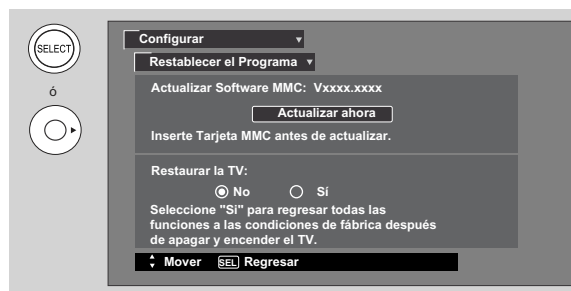 SELECT
ó
Configurar
Restablecer el Programa
Actualizar Software MMC: Vxxxx.xxxx
Actualizar ahora
Inserte Tarjeta MMC antes de actualizar.
Restaurar la TV:
No Sí
Seleccione "Si" para regresar todas las
funciones a las condiciones de fábrica después
de apagar y encender el TV.
Mover SEL Regresar